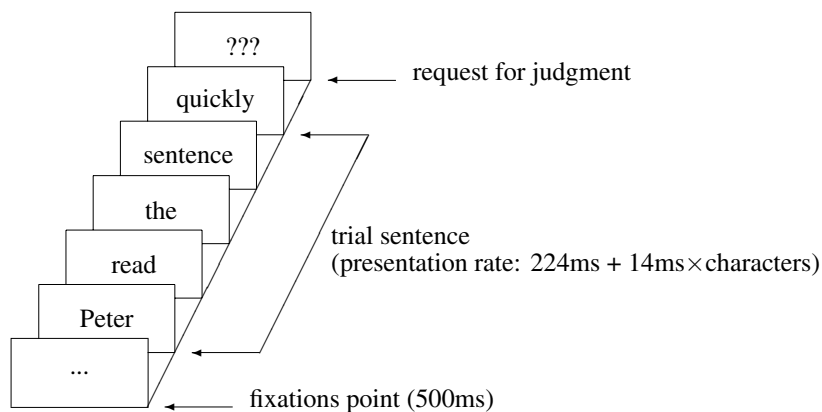 ???
request for judgment
quickly
sentence
the
trial sentence
(presentation rate: 224ms + 14ms×characters)
read
Peter
...
fixations point (500ms)